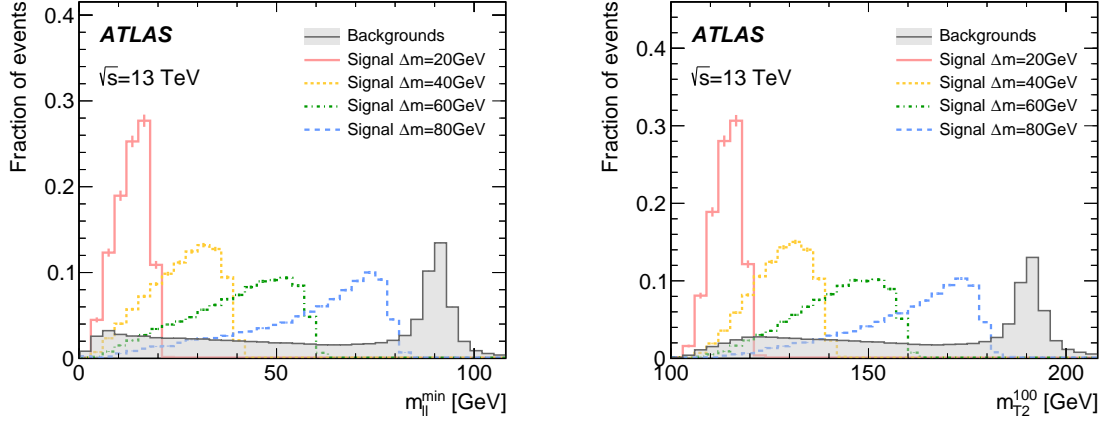 Fraction of events
0.4
0.3
0.2
0.1
0
0
50
100
m_ll^min [GeV]
ATLAS
√s=13 TeV
Backgrounds
Signal Δm=20GeV
Signal Δm=40GeV
Signal Δm=60GeV
Signal Δm=80GeV
Fraction of events
0.4
0.3
0.2
0.1
0
100
150
200
m_T2^100 [GeV]
ATLAS
√s=13 TeV
Backgrounds
Signal Δm=20GeV
Signal Δm=40GeV
Signal Δm=60GeV
Signal Δm=80GeV